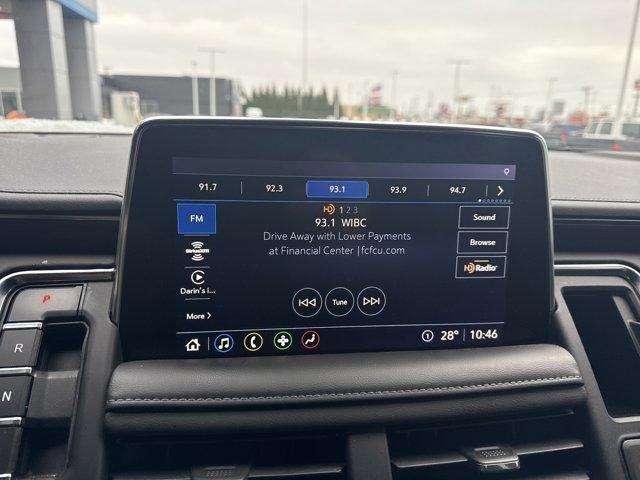 91.7 92.3 93.1 93.9 94.7
HD 1 2 3
93.1 WIBC
Drive Away with Lower Payments
at Financial Center |fcfcu.com
FM
SiriusXM
Darin's i...
More >
Sound
Browse
HD Radio
Tune
1 28° 10:46
P
R
N